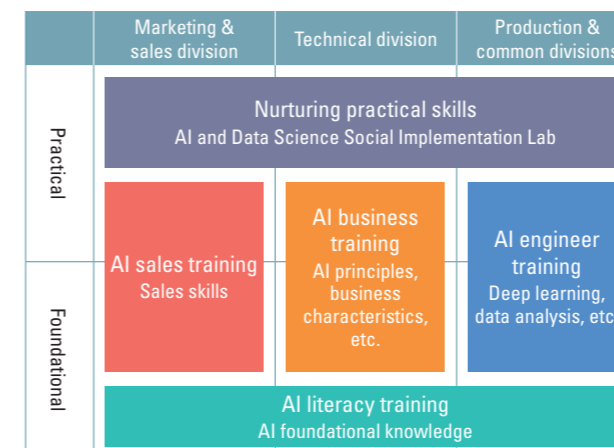 Marketing &
sales division
Technical division
Production &
common divisions
Practical
Nurturing practical skills
AI and Data Science Social Implementation Lab
AI sales training
Sales skills
AI business
training
AI principles,
business
characteristics,
etc.
AI engineer
training
Deep learning,
data analysis, etc
Foundational
AI literacy training
AI foundational knowledge